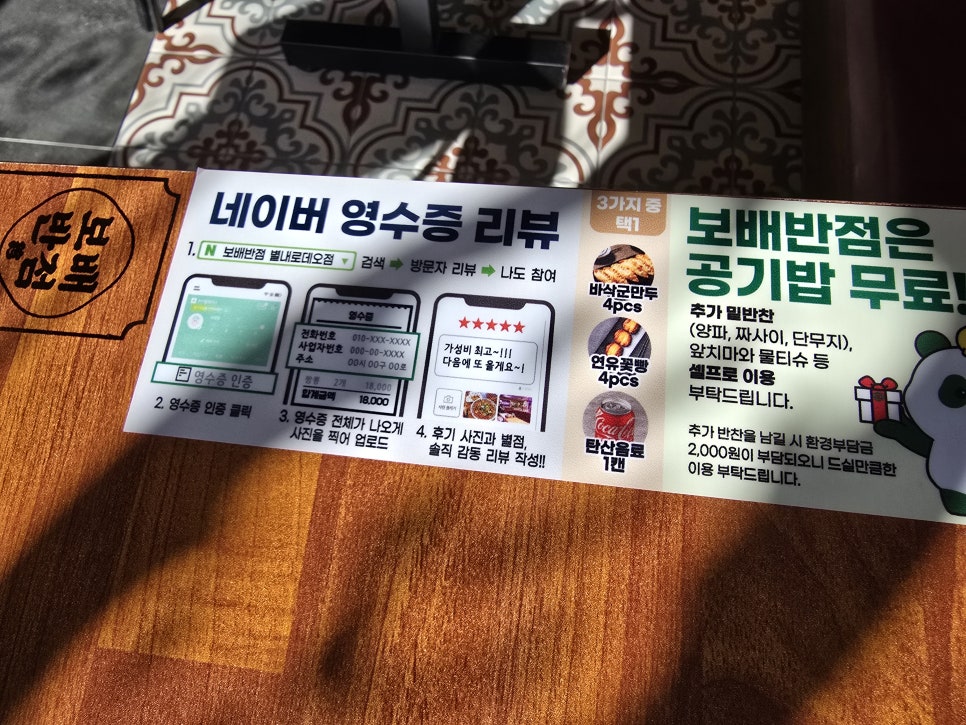 보배반점
네이버 영수증 리뷰
1. N 보배반점 별내로데오점 ▼ 검색 ➡ 방문자 리뷰 ➡ 나도 참여
영수증 인증
2. 영수증 인증 클릭
영수증
전화번호 010-XXX-XXXX
사업자번호 000-00-XXXX
주소 00시 00구 00로
짬뽕 2개 18,000
합계금액 18,000
3. 영수증 전체가 나오게
사진을 찍어 업로드
★★★★★
가성비 최고~!!!
다음에 또 올게요~!
4. 후기 사진과 별점,
솔직 감동 리뷰 작성!!
3가지 중
택1
바삭군만두
4pcs
연유꽃빵
4pcs
탄산음료
1캔
보배반점은
공기밥 무료!
추가 밑반찬
(양파, 짜사이, 단무지),
앞치마와 물티슈 등
셀프로 이용
부탁드립니다.
추가 반찬을 남길 시 환경부담금
2,000원이 부담되오니 드실만큼한
이용 부탁드립니다.